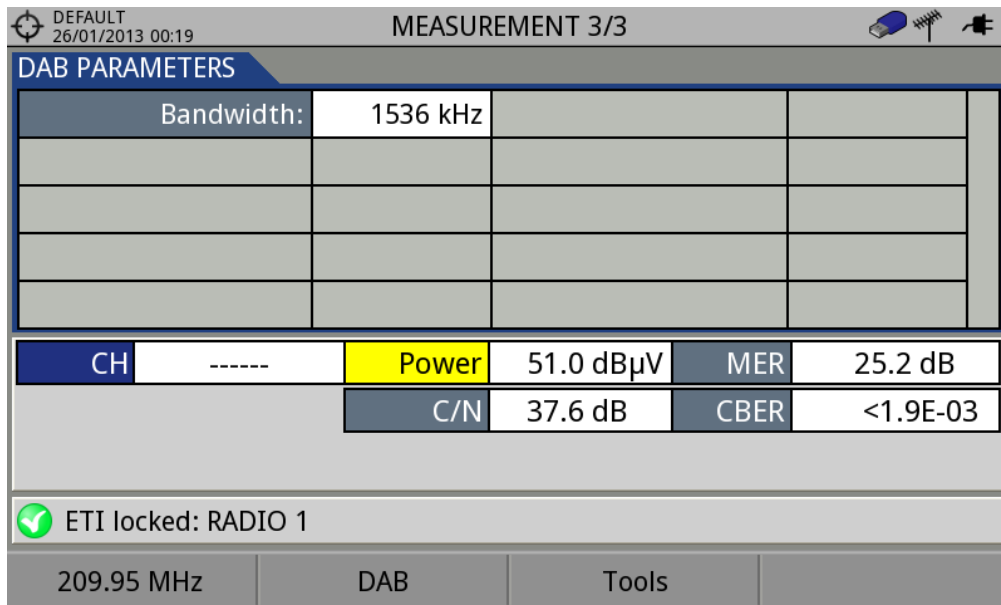 DEFAULT
26/01/2013 00:19
MEASUREMENT 3/3
DAB PARAMETERS
Bandwidth: 1536 kHz
CH ------ Power 51.0 dBµV MER 25.2 dB
C/N 37.6 dB CBER <1.9E-03
ETI locked: RADIO 1
209.95 MHz DAB Tools